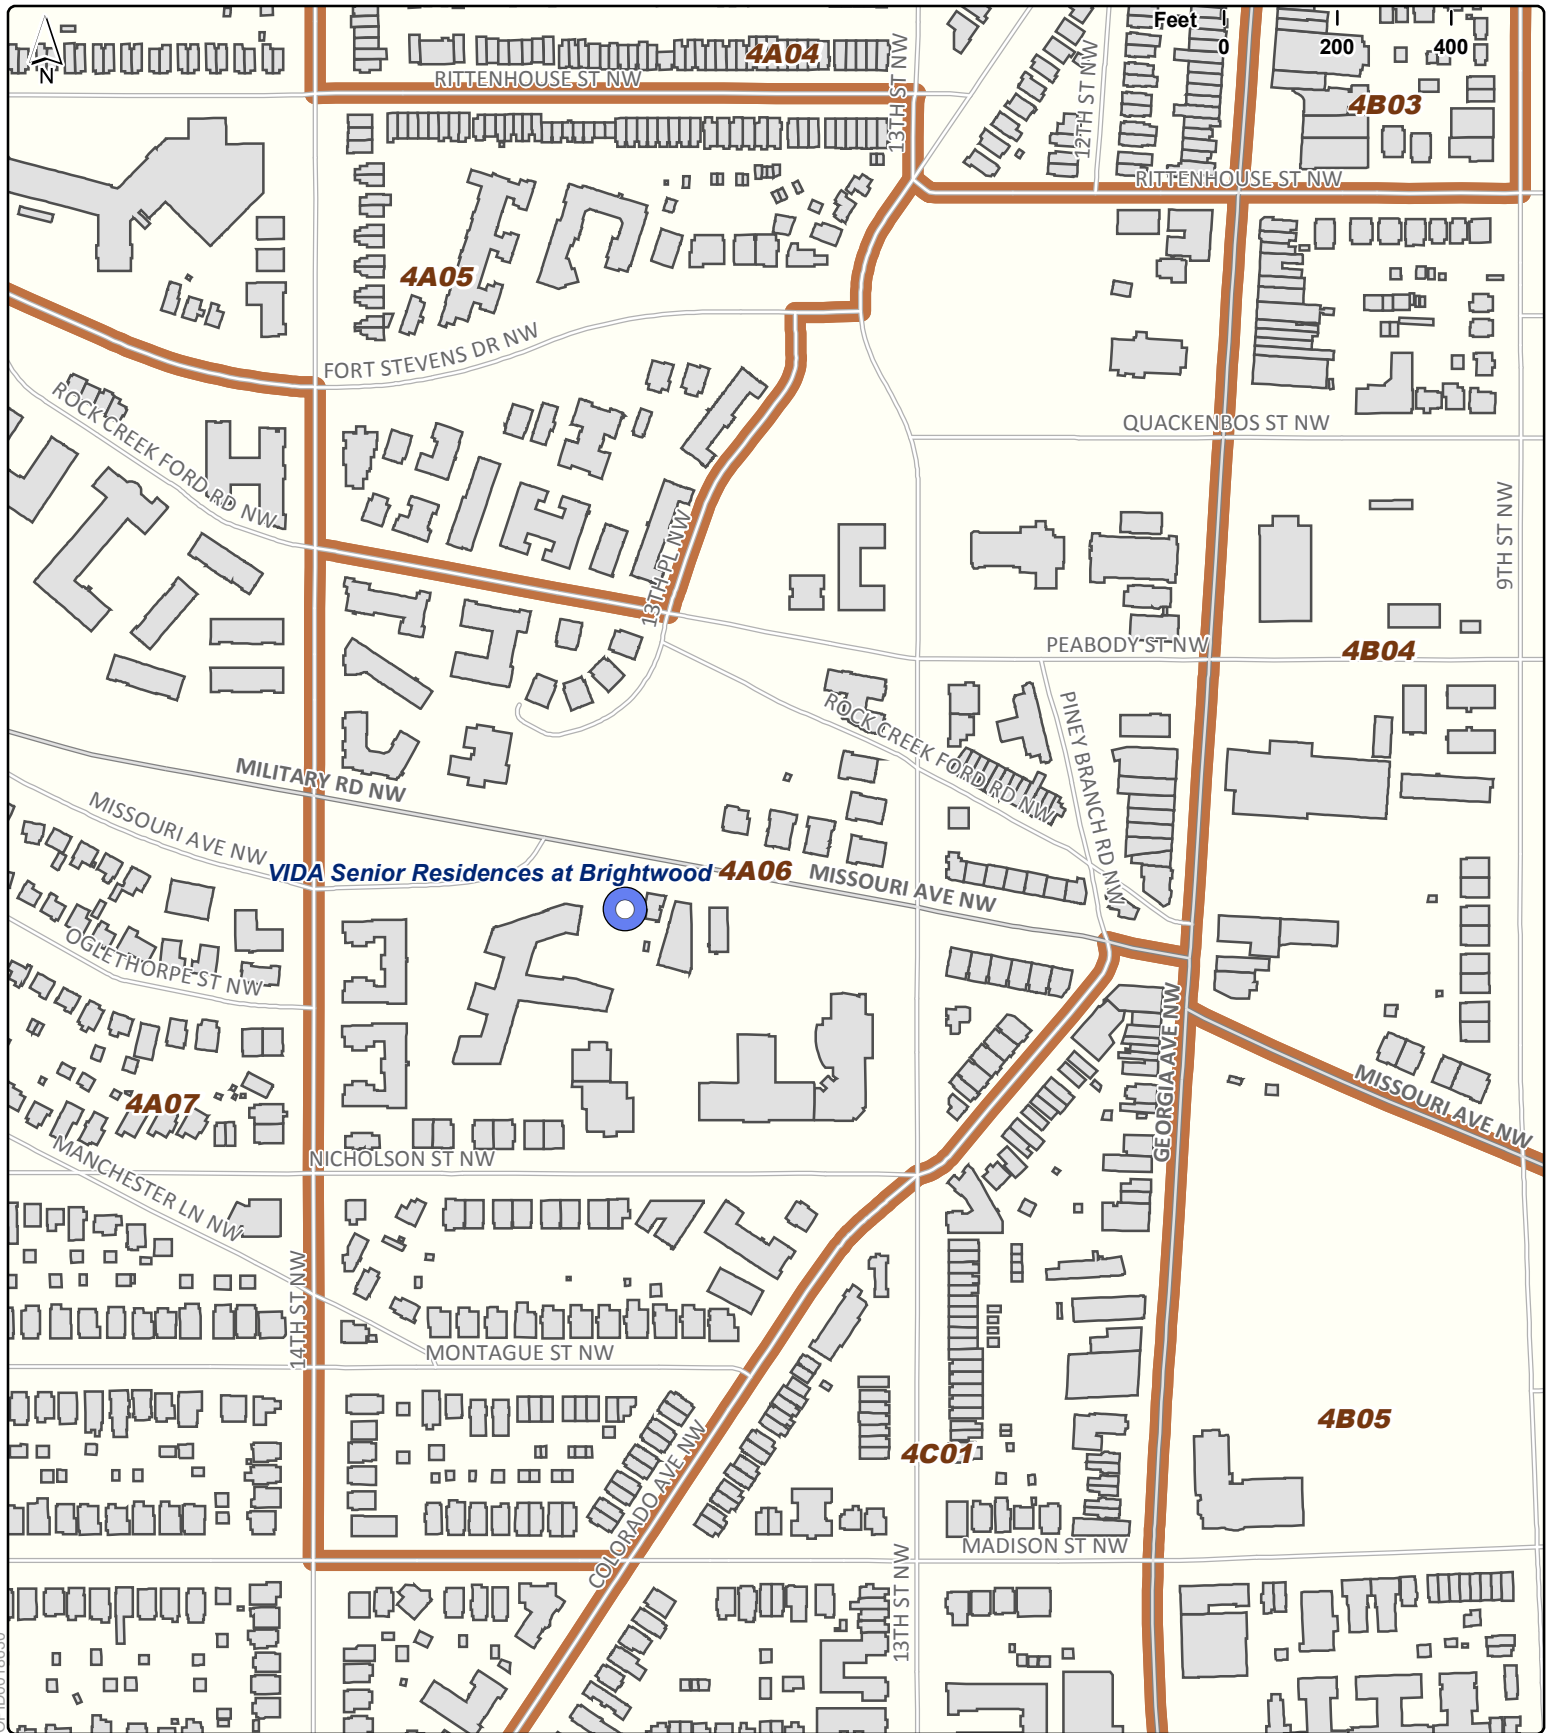 Feet
0 200 400
N
4A04
RITTENHOUSE ST NW
13TH ST NW
12TH ST NW
4B03
RITTENHOUSE ST NW
4A05
FORT STEVENS DR NW
ROCK CREEK FORD RD NW
QUACKENBOS ST NW
9TH ST NW
13TH PL NW
PEABODY ST NW
4B04
ROCK CREEK FORD RD NW
PINEY BRANCH RD NW
MILITARY RD NW
MISSOURI AVE NW
VIDA Senior Residences at Brightwood
4A06
MISSOURI AVE NW
OGLETHORPE ST NW
GEORGIA AVE NW
MISSOURI AVE NW
4A07
MANCHESTER LN NW
NICHOLSON ST NW
14TH ST NW
MONTAGUE ST NW
4B05
4C01
COLORADO AVE NW
MADISON ST NW
13TH ST NW